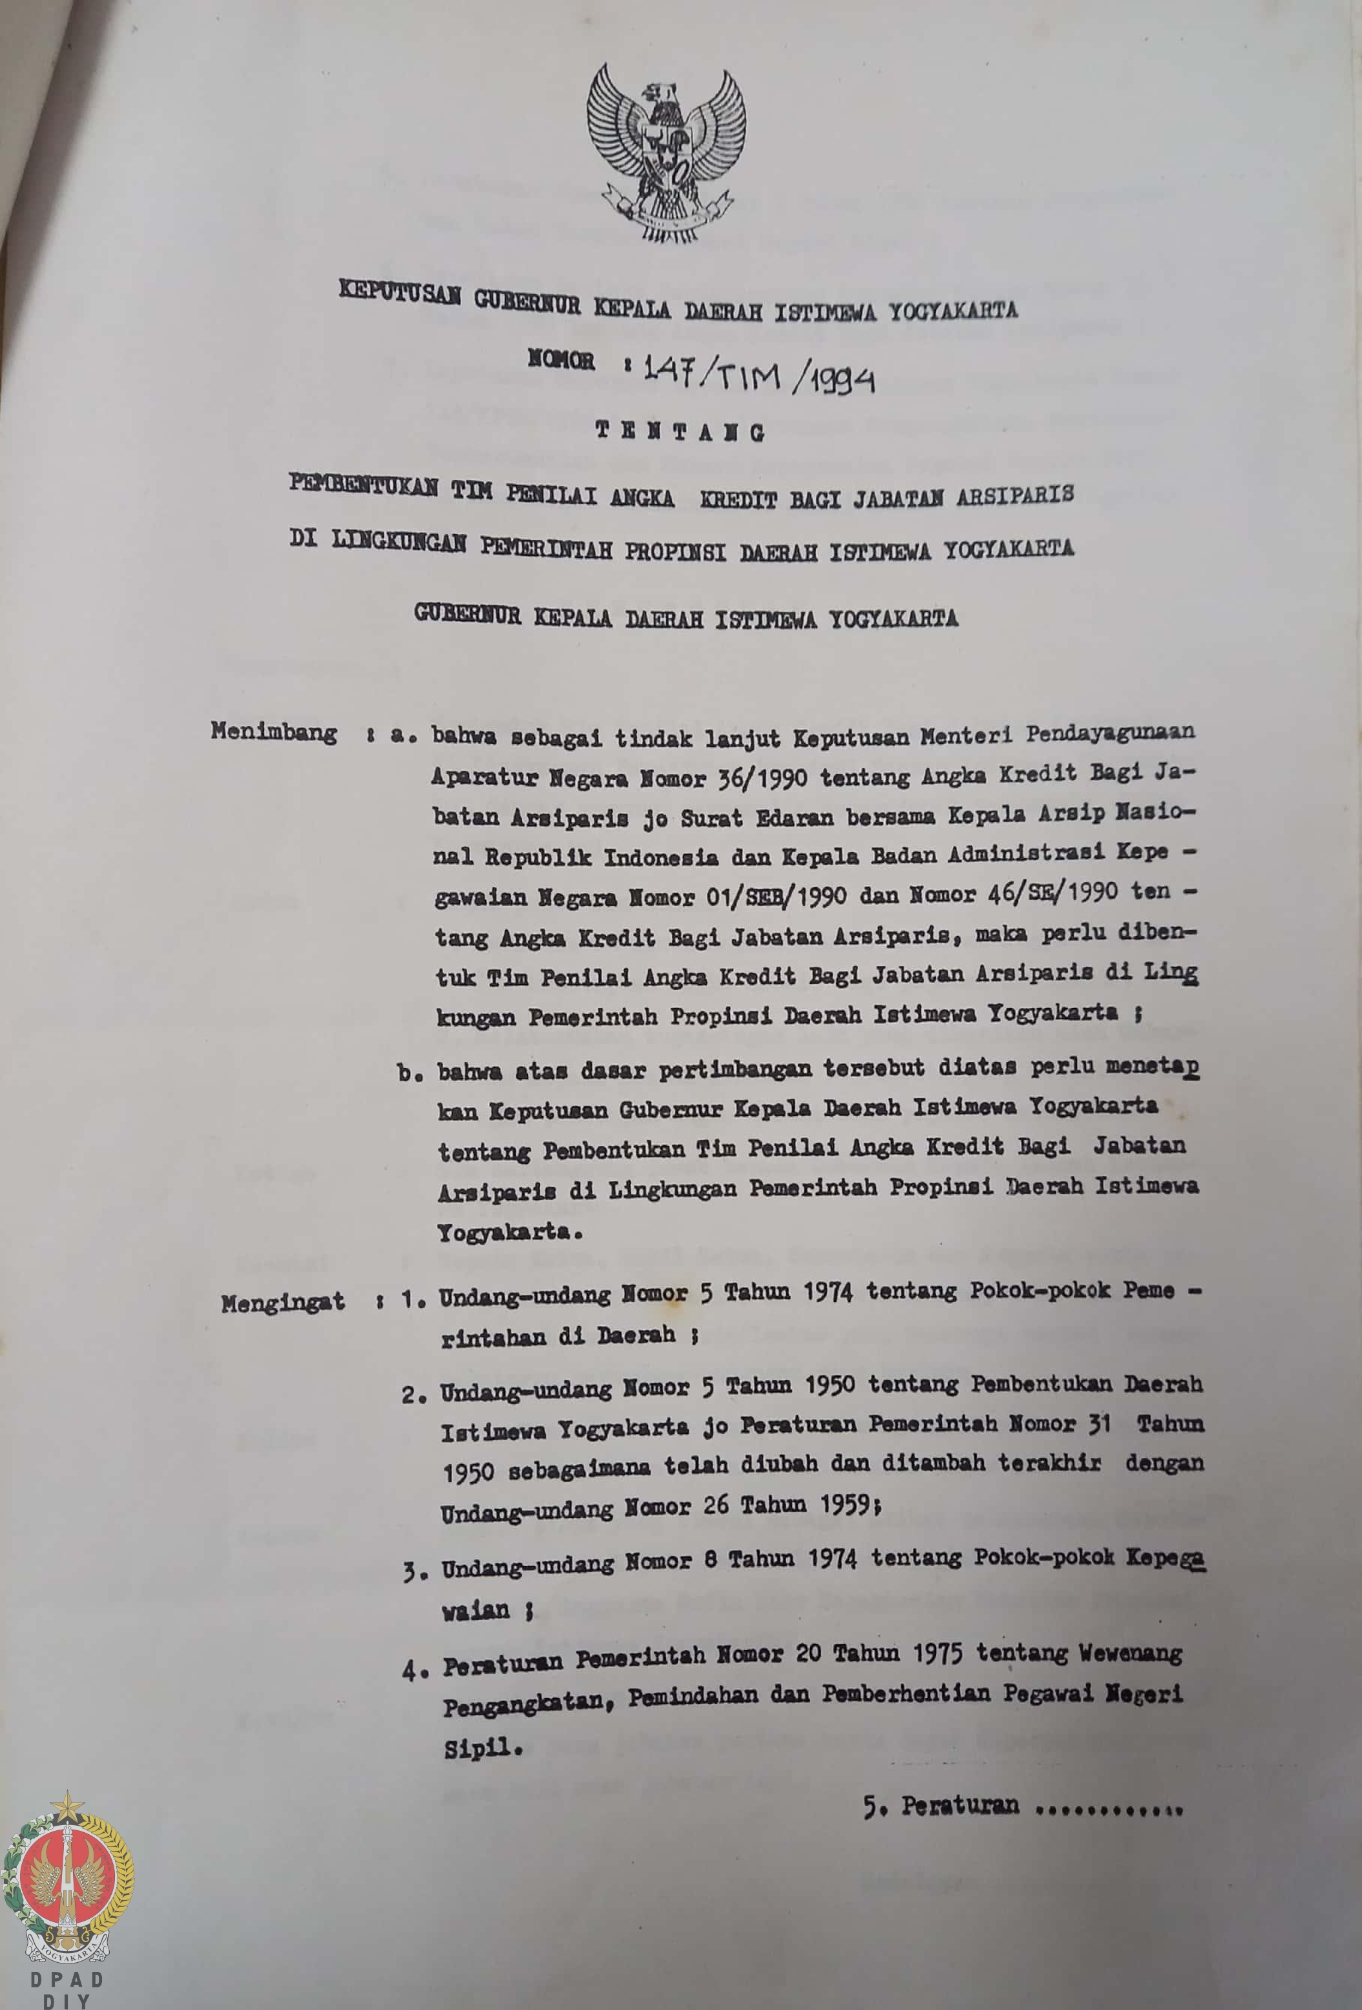 KEPUTUSAN GUBERNUR KEPALA DAERAH ISTIMEWA YOGYAKARTA
NOMOR : 147/TIM/1994
T E N T A N G
PEMBENTUKAN TIM PENILAI ANGKA KREDIT BAGI JABATAN ARSIPARIS
DI LINGKUNGAN PEMERINTAH PROPINSI DAERAH ISTIMEWA YOGYAKARTA
GUBERNUR KEPALA DAERAH ISTIMEWA YOGYAKARTA
Menimbang : a. bahwa sebagai tindak lanjut Keputusan Menteri Pendayagunaan
Aparatur Negara Nomor 36/1990 tentang Angka Kredit Bagi Ja-
batan Arsiparis jo Surat Edaran bersama Kepala Arsip Nasio-
nal Republik Indonesia dan Kepala Badan Administrasi Kepe -
gawaian Negara Nomor 01/SEB/1990 dan Nomor 46/SE/1990 ten -
tang Angka Kredit Bagi Jabatan Arsiparis, maka perlu diben-
tuk Tim Penilai Angka Kredit Bagi Jabatan Arsiparis di Ling
kungan Pemerintah Propinsi Daerah Istimewa Yogyakarta ;
b. bahwa atas dasar pertimbangan tersebut diatas perlu menetap
kan Keputusan Gubernur Kepala Daerah Istimewa Yogyakarta
tentang Pembentukan Tim Penilai Angka Kredit Bagi Jabatan
Arsiparis di Lingkungan Pemerintah Propinsi Daerah Istimewa
Yogyakarta.
Mengingat : 1. Undang-undang Nomor 5 Tahun 1974 tentang Pokok-pokok Peme -
rintahan di Daerah ;
2. Undang-undang Nomor 5 Tahun 1950 tentang Pembentukan Daerah
Istimewa Yogyakarta jo Peraturan Pemerintah Nomor 31 Tahun
1950 sebagaimana telah diubah dan ditambah terakhir dengan
Undang-undang Nomor 26 Tahun 1959;
3. Undang-undang Nomor 8 Tahun 1974 tentang Pokok-pokok Kepega
waian ;
4. Peraturan Pemerintah Nomor 20 Tahun 1975 tentang Wewenang
Pengangkatan, Pemindahan dan Pemberhentian Pegawai Negeri
Sipil.
5. Peraturan ............
YOGYAKARTA
DPAD
DIY